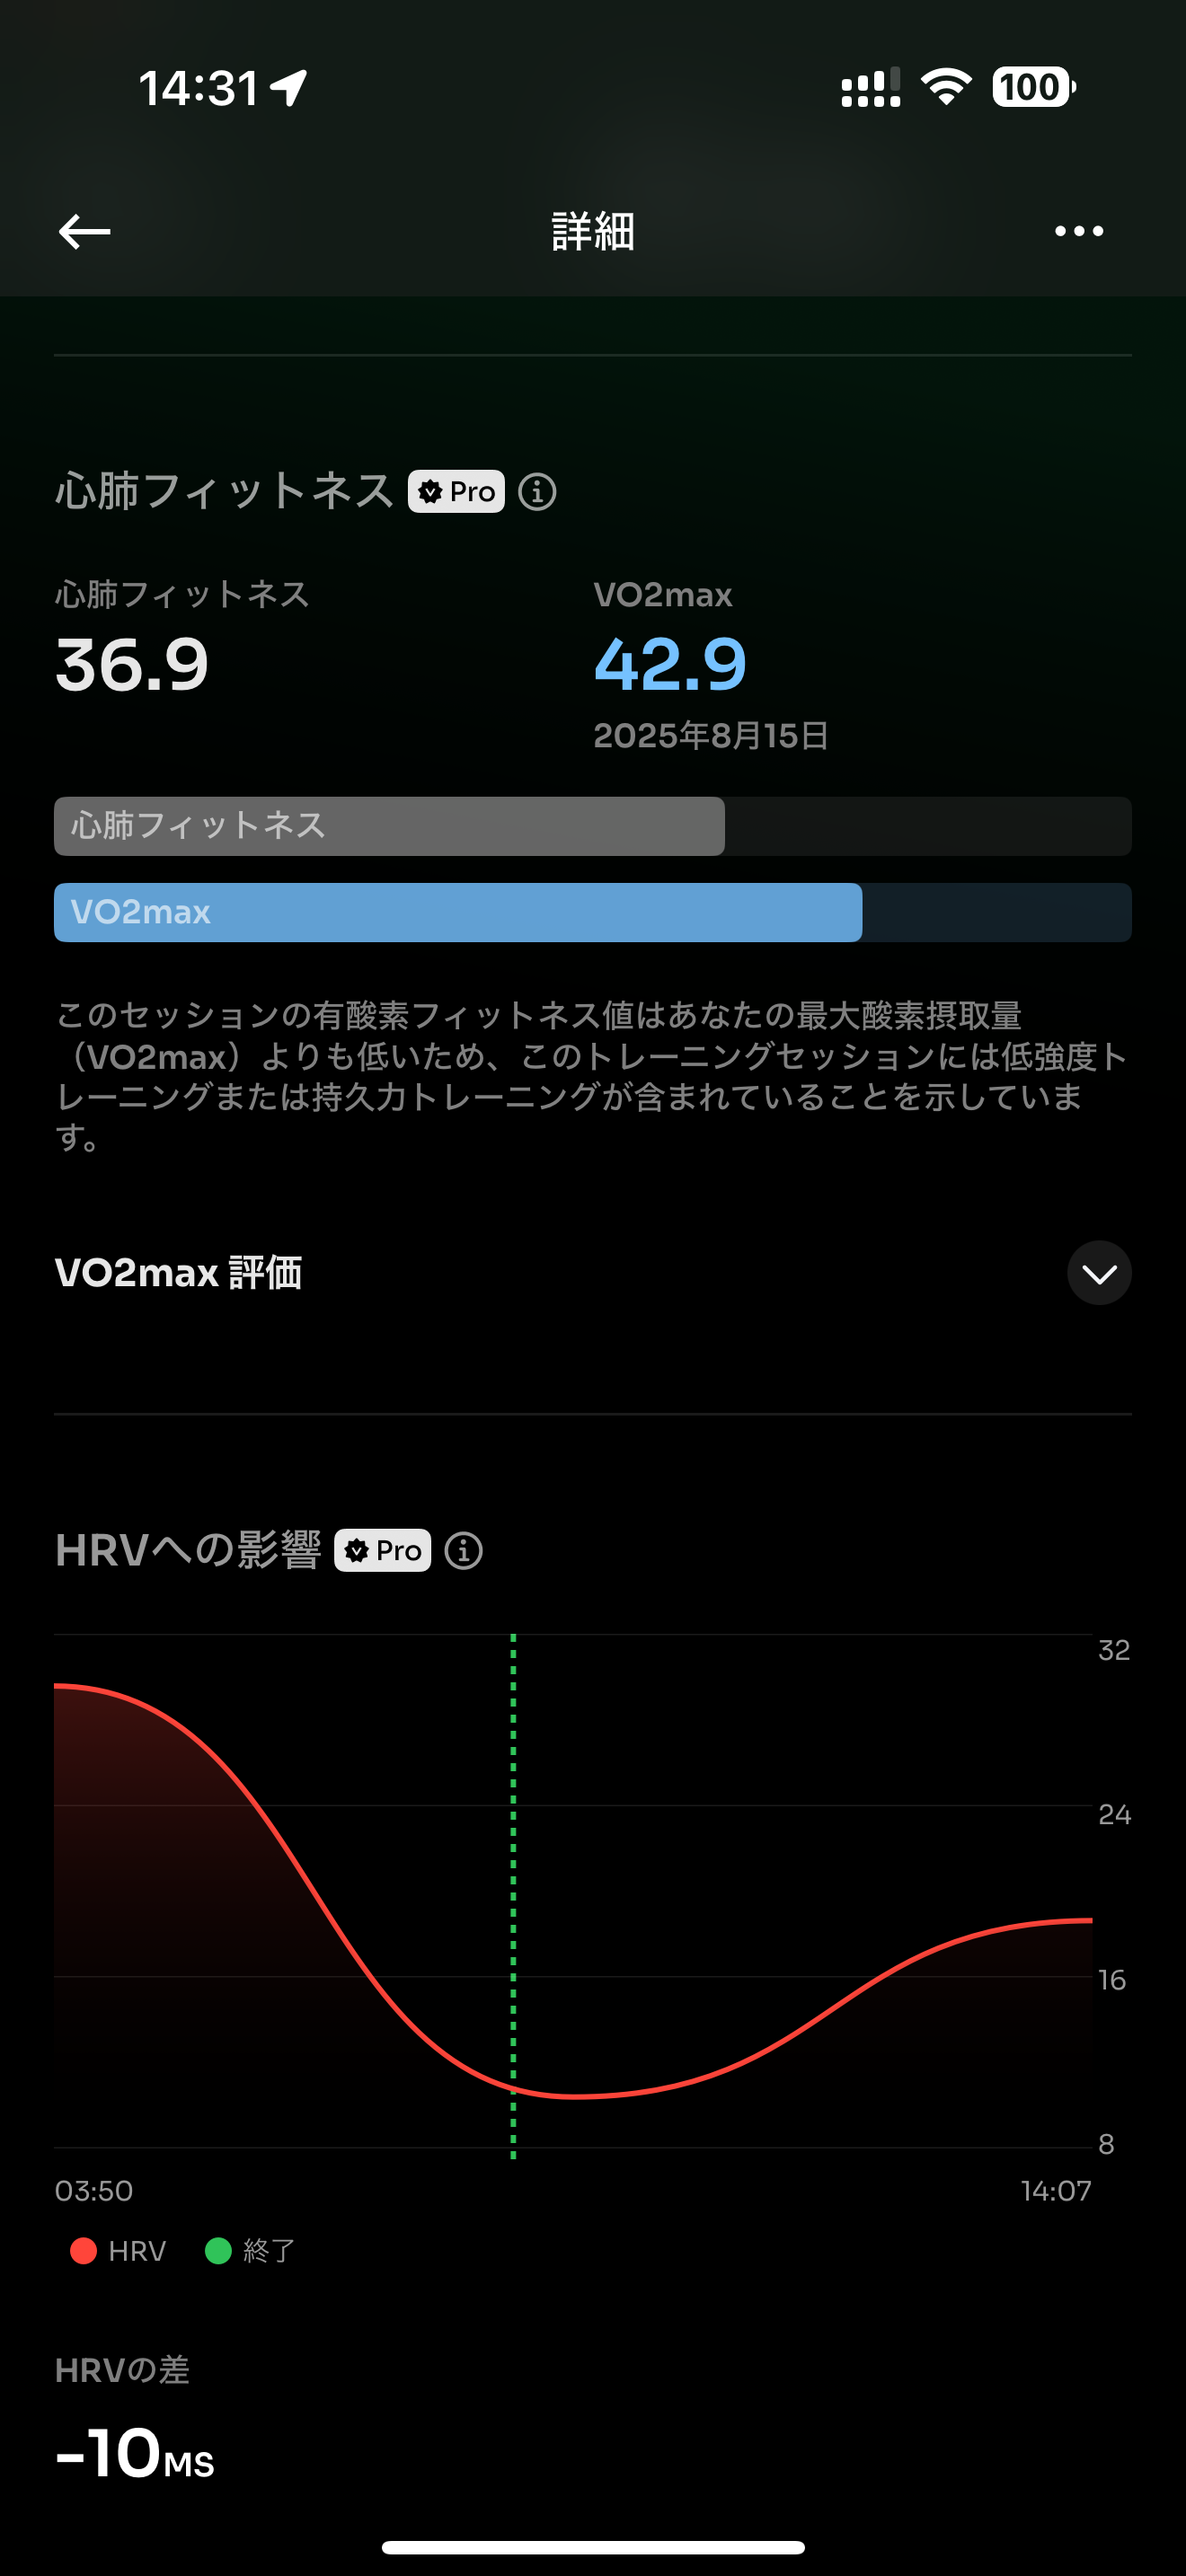 14:31
100
詳細
心肺フィットネス Pro
心肺フィットネス
36.9
VO2max
42.9
2025年8月15日
心肺フィットネス
VO2max
このセッションの有酸素フィットネス値はあなたの最大酸素摂取量
（VO2max）よりも低いため、このトレーニングセッションには低強度ト
レーニングまたは持久力トレーニングが含まれていることを示していま
す。
VO2max 評価
HRVへの影響 Pro
32
24
16
8
03:50
14:07
HRV
終了
HRVの差
-10MS